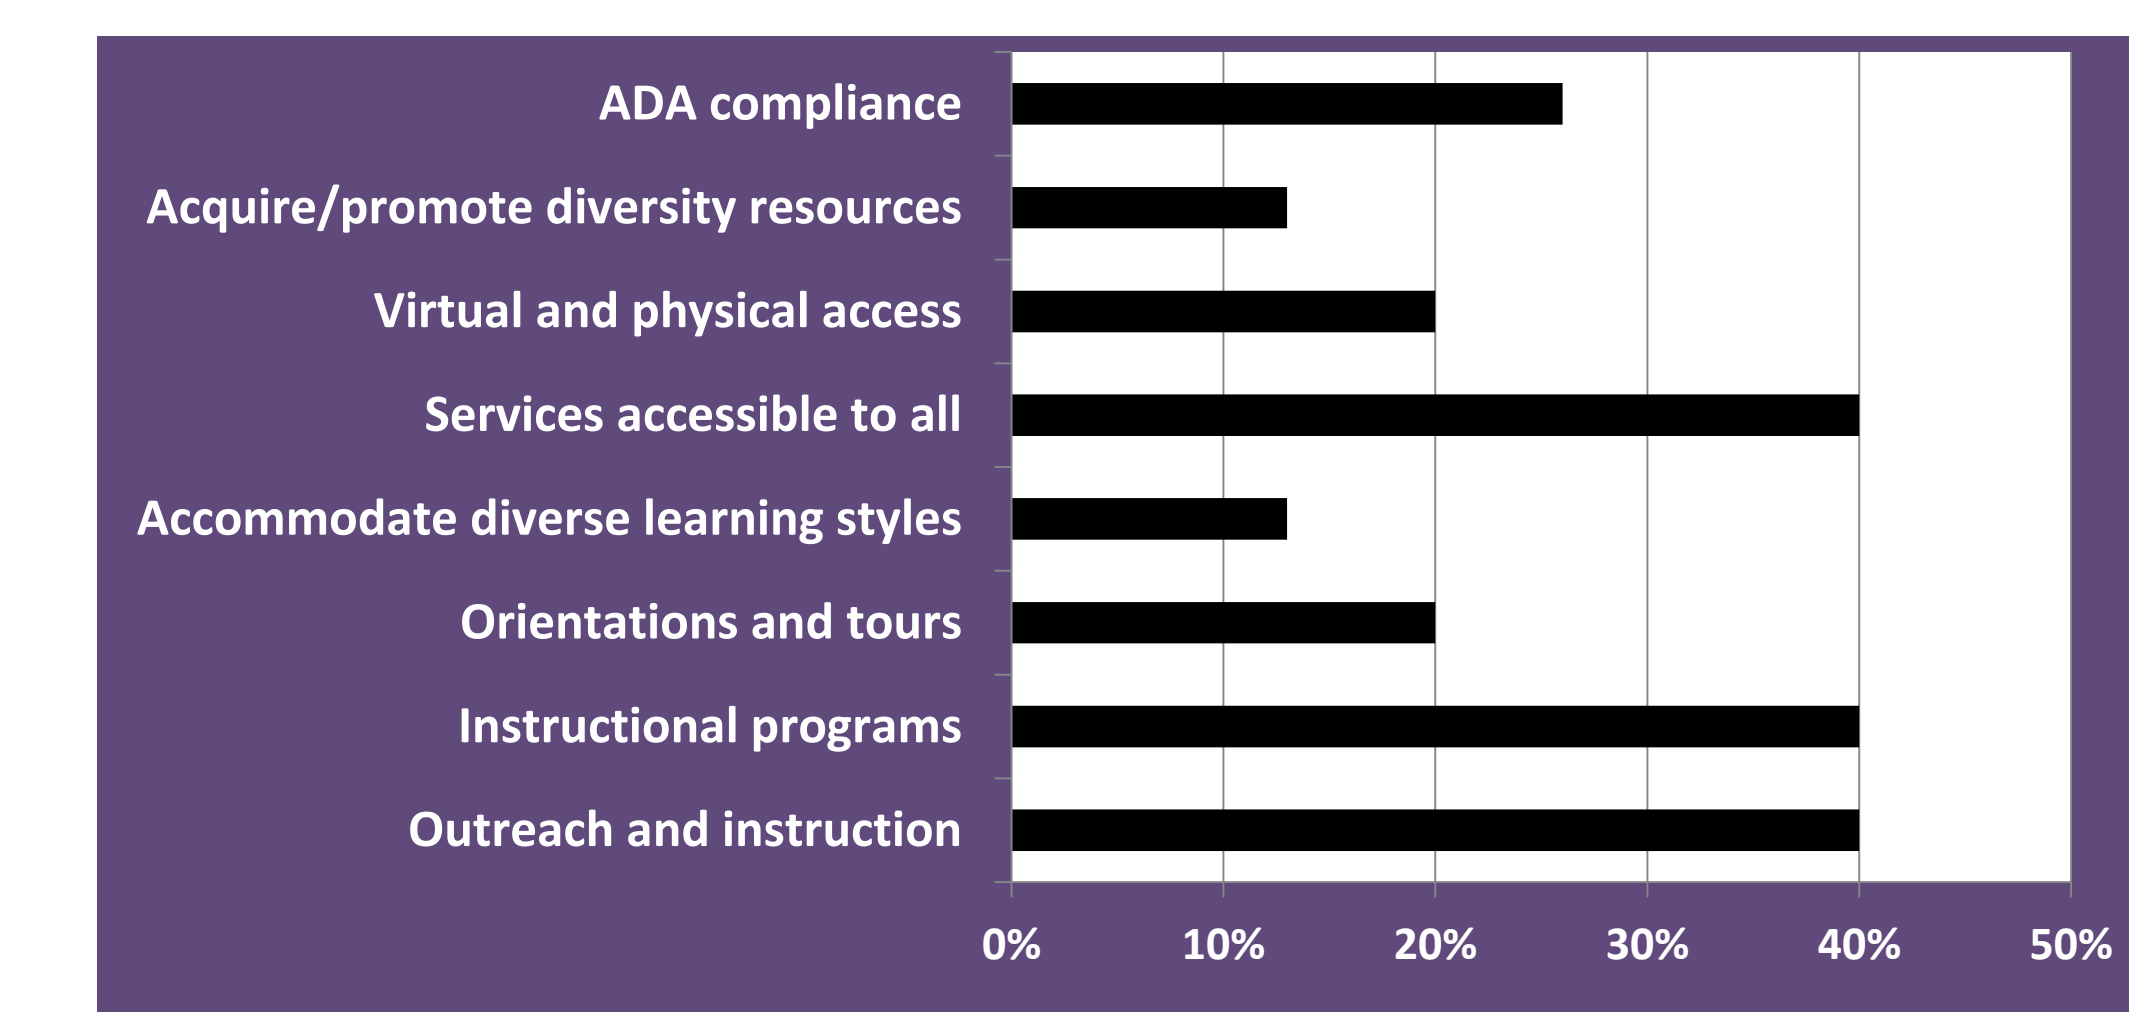 ADA compliance
Acquire/promote diversity resources
Virtual and physical access
Services accessible to all
Accommodate diverse learning styles
Orientations and tours
Instructional programs
Outreach and instruction
0% 10% 20% 30% 40% 50%